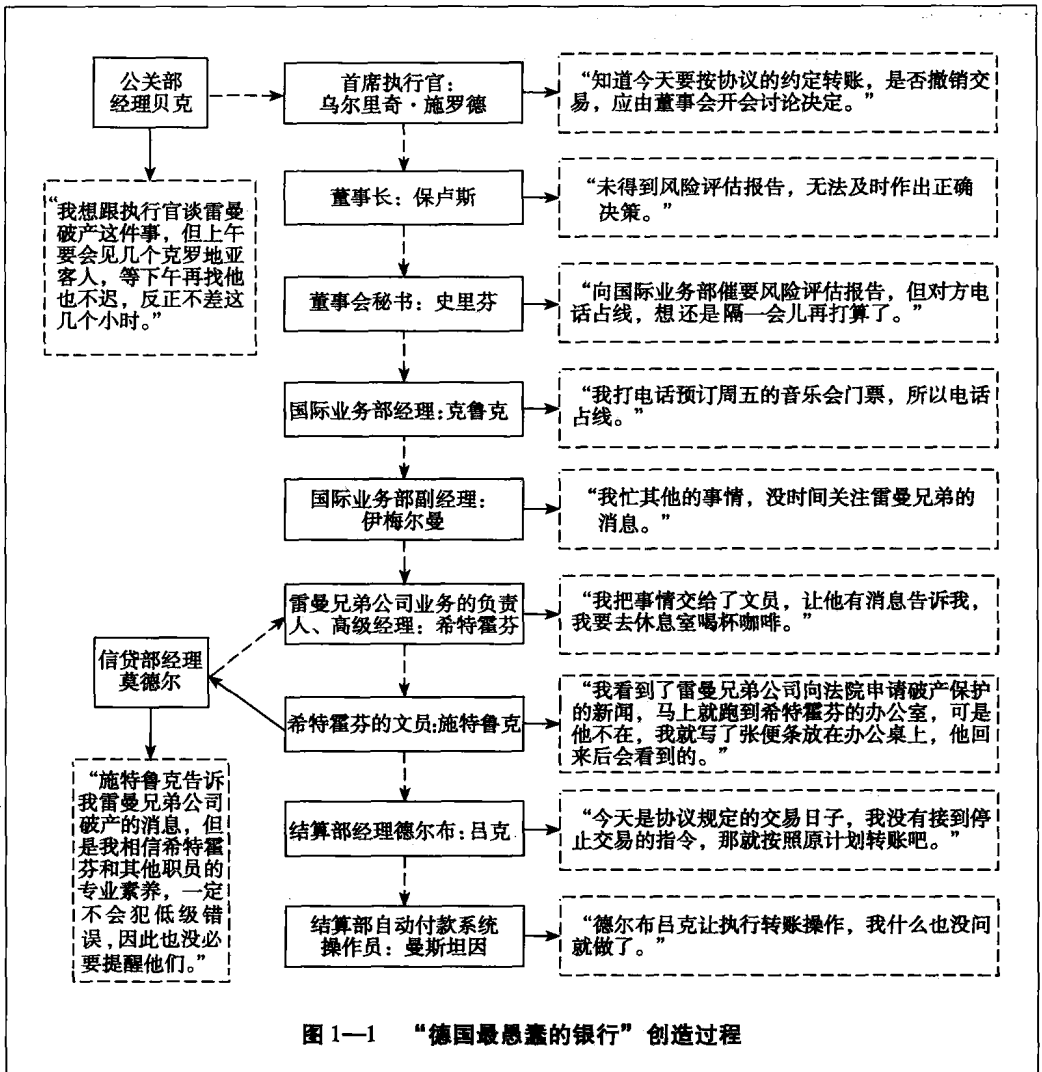 公关部
经理贝克
首席执行官：
乌尔里奇·施罗德
“知道今天要按协议的约定转账，是否撤销交
易，应由董事会开会讨论决定。”
“我想跟执行官谈雷曼
破产这件事，但上午
要会见几个克罗地亚
客人，等下午再找他
也不迟，反正不差这
几个小时。”
董事长：保卢斯
“未得到风险评估报告，无法及时作出正确
决策。”
董事会秘书：史里芬
“向国际业务部催要风险评估报告，但对方电
话占线，想还是隔一会儿再打算了。”
国际业务部经理：克鲁克
“我打电话预订周五的音乐会门票，所以电话
占线。”
国际业务部副经理：
伊梅尔曼
“我忙其他的事情，没时间关注雷曼兄弟的
消息。”
雷曼兄弟公司业务的负责
人、高级经理：希特霍芬
“我把事情交给了文员，让他有消息告诉我，
我要去休息室喝杯咖啡。”
信贷部经理
莫德尔
希特霍芬的文员：施特鲁克
“我看到了雷曼兄弟公司向法院申请破产保护
的新闻，马上就跑到希特霍芬的办公室，可是
他不在，我就写了张便条放在办公桌上，他回
来后会看到的。”
“施特鲁克告诉
我雷曼兄弟公司
破产的消息，但
是我相信希特霍
芬和其他职员的
专业素养，一定
不会犯低级错
误，因此也没必
要提醒他们。”
结算部经理德尔布：吕克
“今天是协议规定的交易日子，我没有接到停
止交易的指令，那就按照原计划转账吧。”
结算部自动付款系统
操作员：曼斯坦因
“德尔布吕克让执行转账操作，我什么也没问
就做了。”
图 1—1 “德国最愚蠢的银行”创造过程